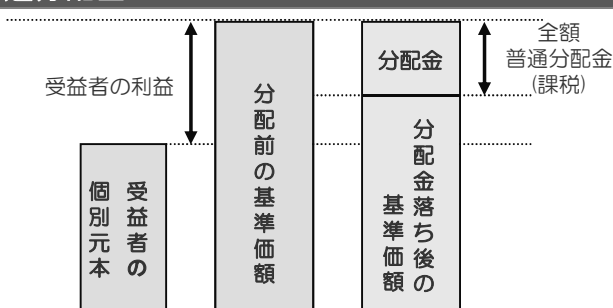 受益者の利益
受益者の
個別元本
分配前の基準価額
分配金
分配金落ち後の
基準価額
全額
普通分配金
(課税)